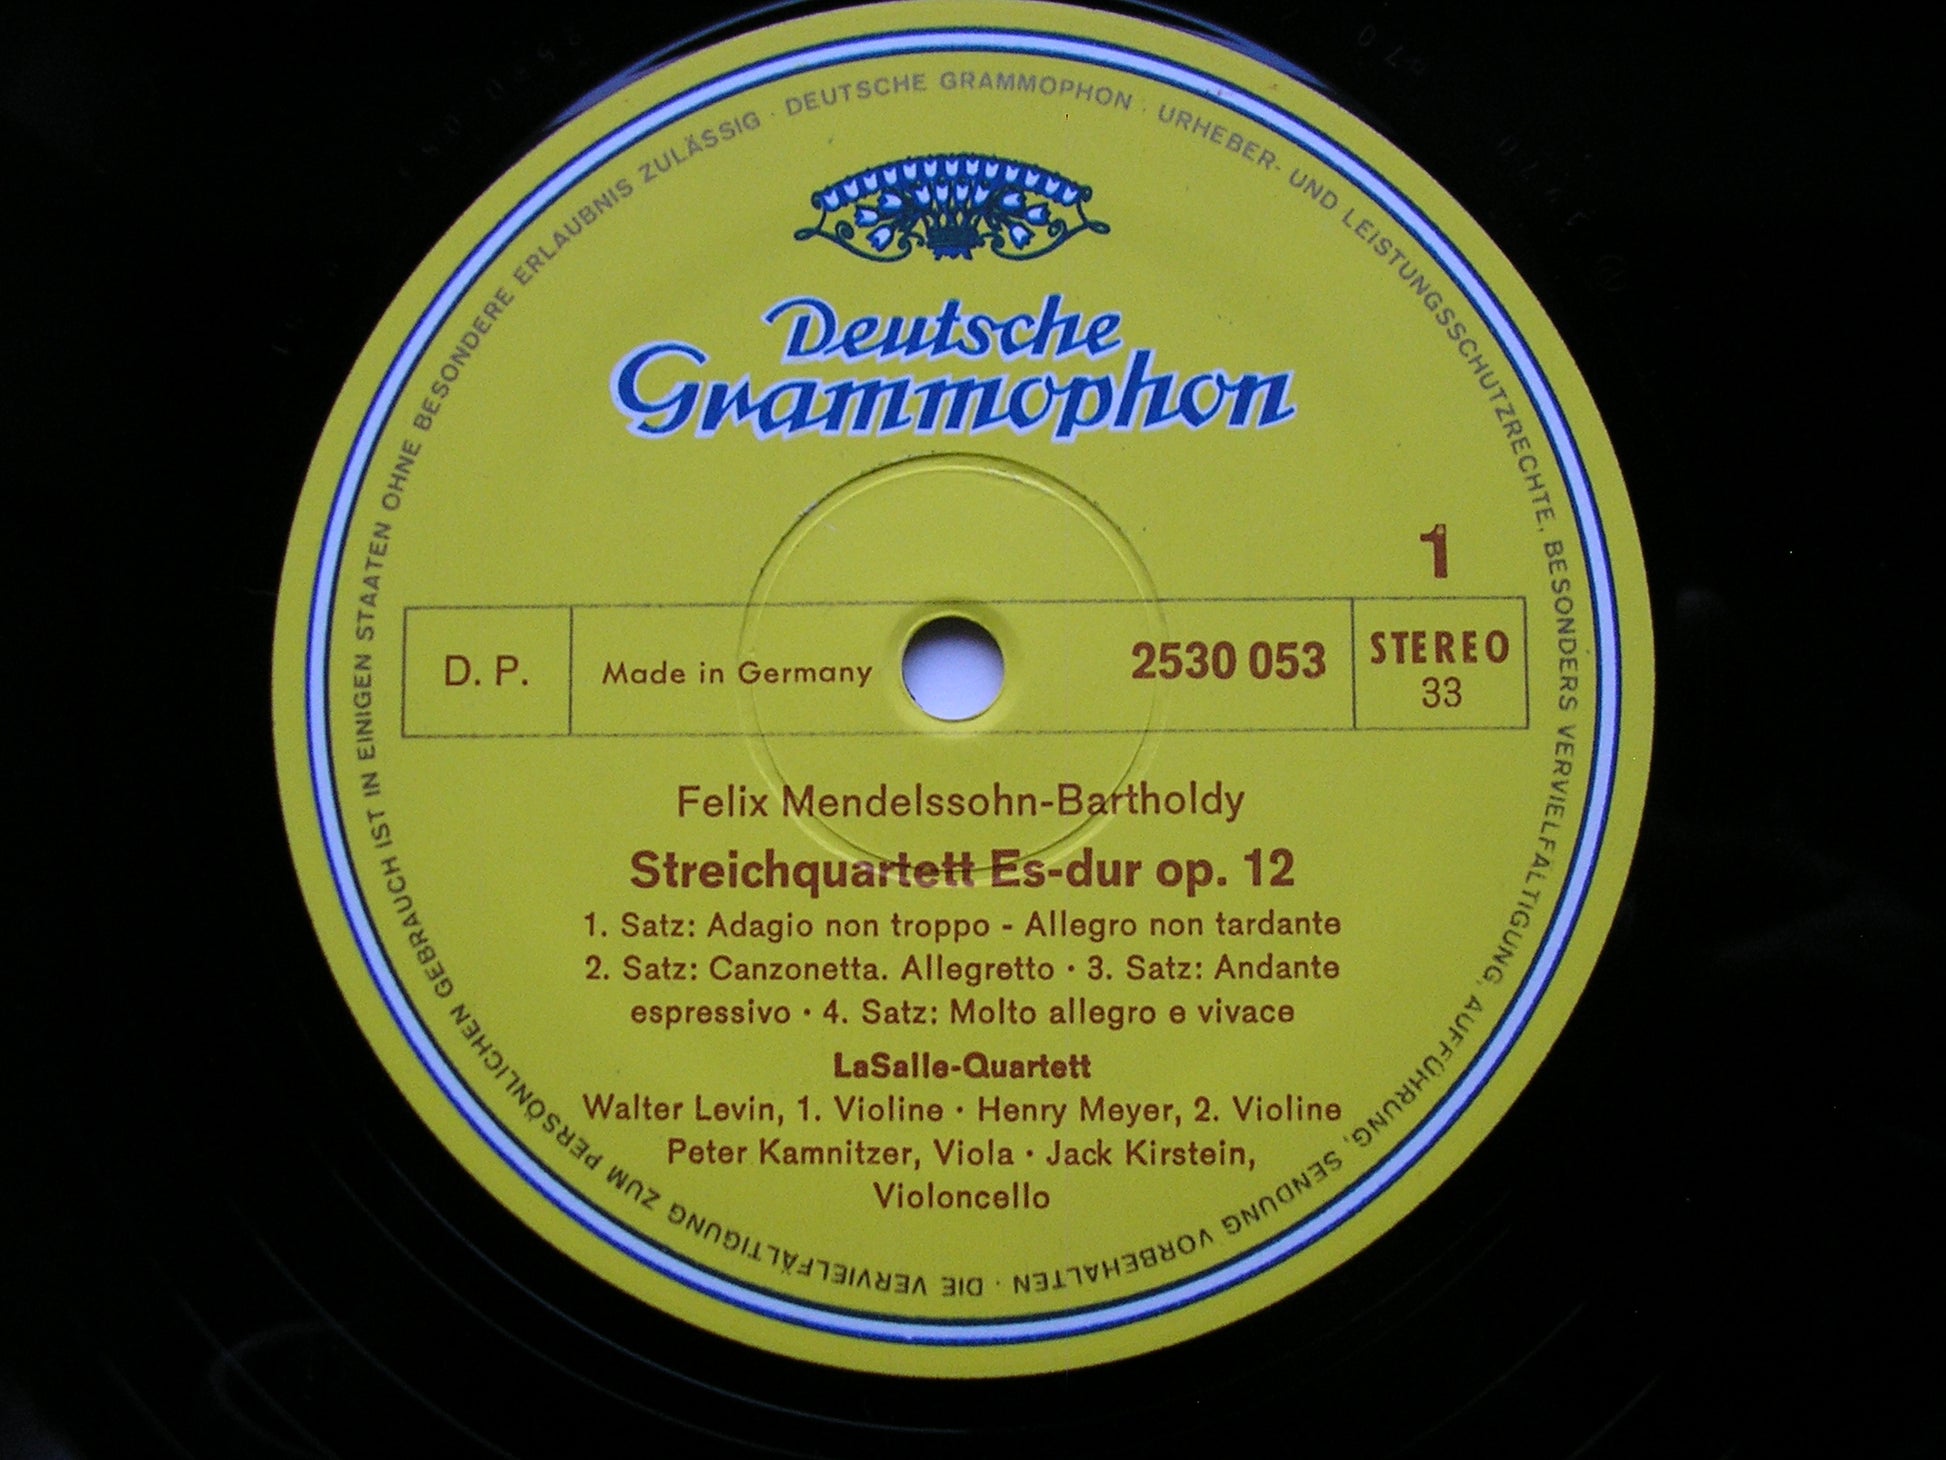 DEUTSCHE GRAMMOPHON · URHEBER- UND LEISTUNGSSCHUTZRECHTE, BESONDERS VERVIELFÄLTIGUNG, AUFFÜHRUNG, SENDUNG VORBEHALTEN · DIE VERVIELFÄLTIGUNG ZUM PERSÖNLICHEN GEBRAUCH IST IN EINIGEN STAATEN OHNE BESONDERE ERLAUBNIS ZULÄSSIG ·
Deutsche
Grammophon
1
D. P. Made in Germany 2530 053 STEREO
33
Felix Mendelssohn-Bartholdy
Streichquartett Es-dur op. 12
1. Satz: Adagio non troppo - Allegro non tardante
2. Satz: Canzonetta. Allegretto · 3. Satz: Andante
espressivo · 4. Satz: Molto allegro e vivace
LaSalle-Quartett
Walter Levin, 1. Violine · Henry Meyer, 2. Violine
Peter Kamnitzer, Viola · Jack Kirstein,
Violoncello